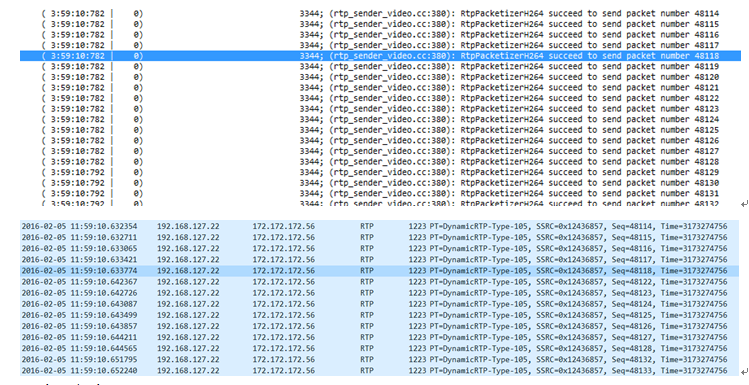 ( 3:59:10:782 | 0) 3344; (rtp_sender_video.cc:380): RtpPacketizerH264 succeed to send packet number 48114
( 3:59:10:782 | 0) 3344; (rtp_sender_video.cc:380): RtpPacketizerH264 succeed to send packet number 48115
( 3:59:10:782 | 0) 3344; (rtp_sender_video.cc:380): RtpPacketizerH264 succeed to send packet number 48116
( 3:59:10:782 | 0) 3344; (rtp_sender_video.cc:380): RtpPacketizerH264 succeed to send packet number 48117
( 3:59:10:782 | 0) 3344; (rtp_sender_video.cc:380): RtpPacketizerH264 succeed to send packet number 48118
( 3:59:10:782 | 0) 3344; (rtp_sender_video.cc:380): RtpPacketizerH264 succeed to send packet number 48119
( 3:59:10:782 | 0) 3344; (rtp_sender_video.cc:380): RtpPacketizerH264 succeed to send packet number 48120
( 3:59:10:782 | 0) 3344; (rtp_sender_video.cc:380): RtpPacketizerH264 succeed to send packet number 48121
( 3:59:10:782 | 0) 3344; (rtp_sender_video.cc:380): RtpPacketizerH264 succeed to send packet number 48122
( 3:59:10:782 | 0) 3344; (rtp_sender_video.cc:380): RtpPacketizerH264 succeed to send packet number 48123
( 3:59:10:782 | 0) 3344; (rtp_sender_video.cc:380): RtpPacketizerH264 succeed to send packet number 48124
( 3:59:10:782 | 0) 3344; (rtp_sender_video.cc:380): RtpPacketizerH264 succeed to send packet number 48125
( 3:59:10:782 | 0) 3344; (rtp_sender_video.cc:380): RtpPacketizerH264 succeed to send packet number 48126
( 3:59:10:782 | 0) 3344; (rtp_sender_video.cc:380): RtpPacketizerH264 succeed to send packet number 48127
( 3:59:10:782 | 0) 3344; (rtp_sender_video.cc:380): RtpPacketizerH264 succeed to send packet number 48128
( 3:59:10:792 | 0) 3344; (rtp_sender_video.cc:380): RtpPacketizerH264 succeed to send packet number 48129
( 3:59:10:792 | 0) 3344; (rtp_sender_video.cc:380): RtpPacketizerH264 succeed to send packet number 48130
( 3:59:10:792 | 0) 3344; (rtp_sender_video.cc:380): RtpPacketizerH264 succeed to send packet number 48131
( 3:59:10:792 | 0) 3344; (rtp_sender_video.cc:380): RtpPacketizerH264 succeed to send packet number 48132
2016-02-05 11:59:10.632354 192.168.127.22 172.172.172.56 RTP 1223 PT=DynamicRTP-Type-105, SSRC=0x12436857, Seq=48114, Time=3173274756
2016-02-05 11:59:10.632711 192.168.127.22 172.172.172.56 RTP 1223 PT=DynamicRTP-Type-105, SSRC=0x12436857, Seq=48115, Time=3173274756
2016-02-05 11:59:10.633065 192.168.127.22 172.172.172.56 RTP 1223 PT=DynamicRTP-Type-105, SSRC=0x12436857, Seq=48116, Time=3173274756
2016-02-05 11:59:10.633421 192.168.127.22 172.172.172.56 RTP 1223 PT=DynamicRTP-Type-105, SSRC=0x12436857, Seq=48117, Time=3173274756
2016-02-05 11:59:10.633774 192.168.127.22 172.172.172.56 RTP 1223 PT=DynamicRTP-Type-105, SSRC=0x12436857, Seq=48118, Time=3173274756
2016-02-05 11:59:10.642367 192.168.127.22 172.172.172.56 RTP 1223 PT=DynamicRTP-Type-105, SSRC=0x12436857, Seq=48122, Time=3173274756
2016-02-05 11:59:10.642726 192.168.127.22 172.172.172.56 RTP 1223 PT=DynamicRTP-Type-105, SSRC=0x12436857, Seq=48123, Time=3173274756
2016-02-05 11:59:10.643087 192.168.127.22 172.172.172.56 RTP 1223 PT=DynamicRTP-Type-105, SSRC=0x12436857, Seq=48124, Time=3173274756
2016-02-05 11:59:10.643499 192.168.127.22 172.172.172.56 RTP 1223 PT=DynamicRTP-Type-105, SSRC=0x12436857, Seq=48125, Time=3173274756
2016-02-05 11:59:10.643857 192.168.127.22 172.172.172.56 RTP 1223 PT=DynamicRTP-Type-105, SSRC=0x12436857, Seq=48126, Time=3173274756
2016-02-05 11:59:10.644211 192.168.127.22 172.172.172.56 RTP 1223 PT=DynamicRTP-Type-105, SSRC=0x12436857, Seq=48127, Time=3173274756
2016-02-05 11:59:10.644565 192.168.127.22 172.172.172.56 RTP 1223 PT=DynamicRTP-Type-105, SSRC=0x12436857, Seq=48128, Time=3173274756
2016-02-05 11:59:10.651795 192.168.127.22 172.172.172.56 RTP 1223 PT=DynamicRTP-Type-105, SSRC=0x12436857, Seq=48133, Time=3173274756
2016-02-05 11:59:10.652240 192.168.127.22 172.172.172.56 RTP 1223 PT=DynamicRTP-Type-105, SSRC=0x12436857, Seq=48134, Time=3173274756